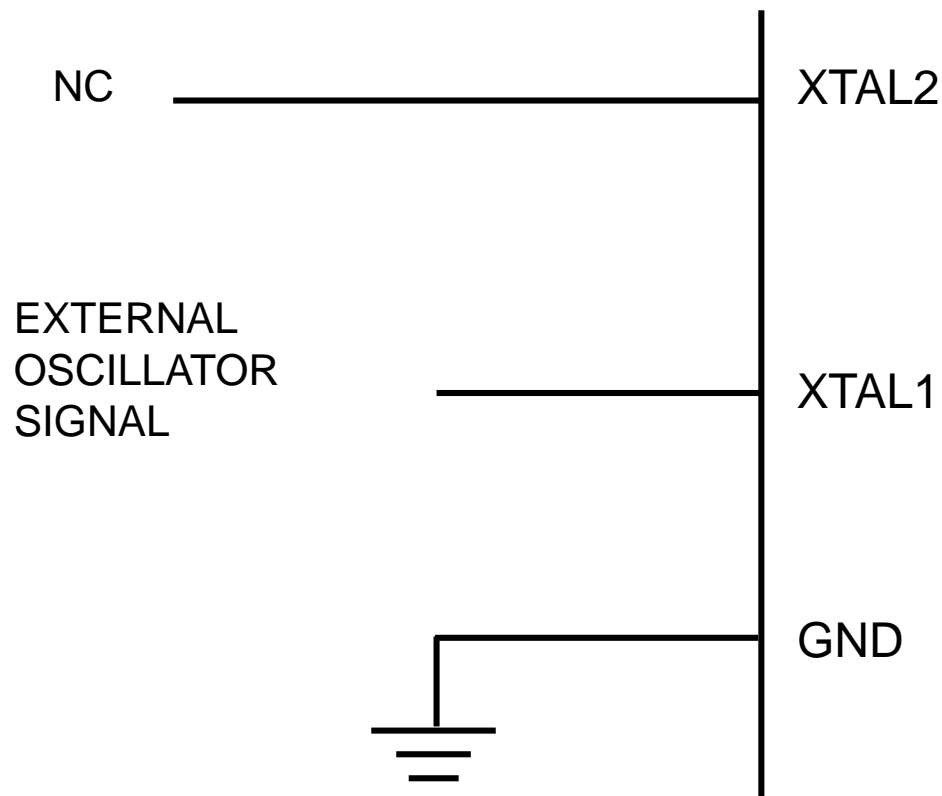 NC
XTAL2
EXTERNAL
OSCILLATOR
SIGNAL
XTAL1
GND